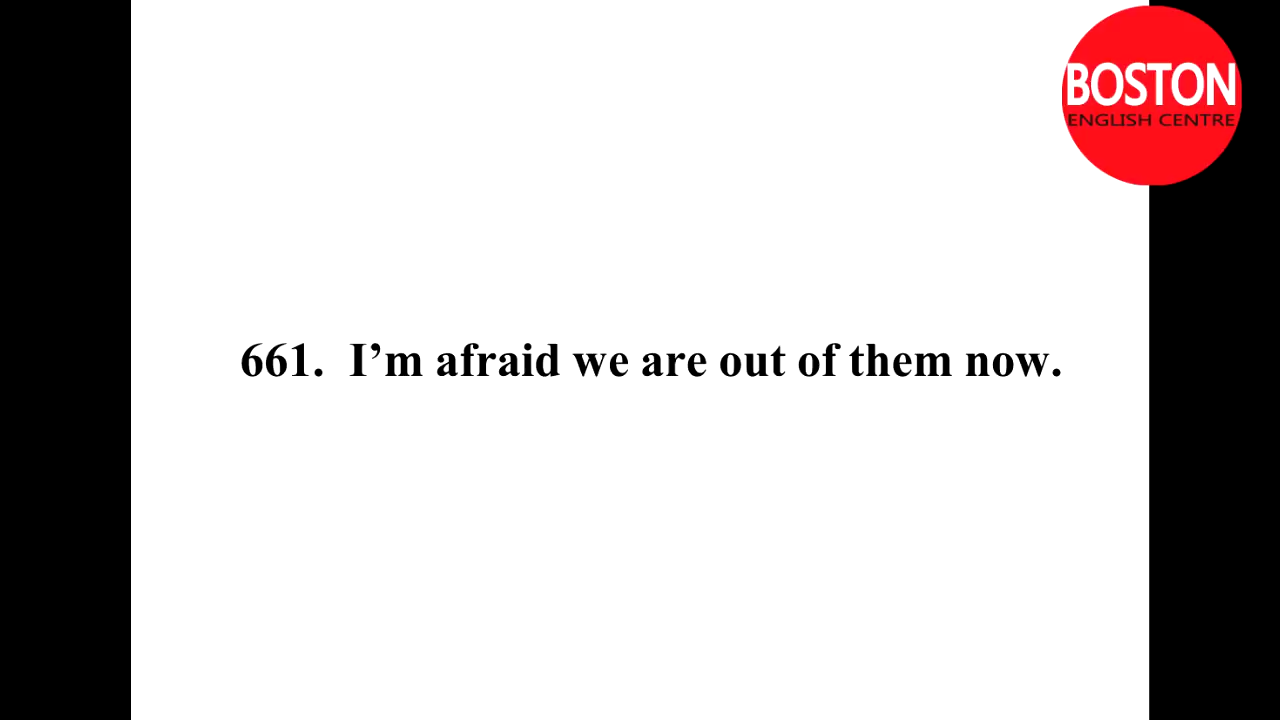 BOSTON
ENGLISH CENTRE
661. I’m afraid we are out of them now.